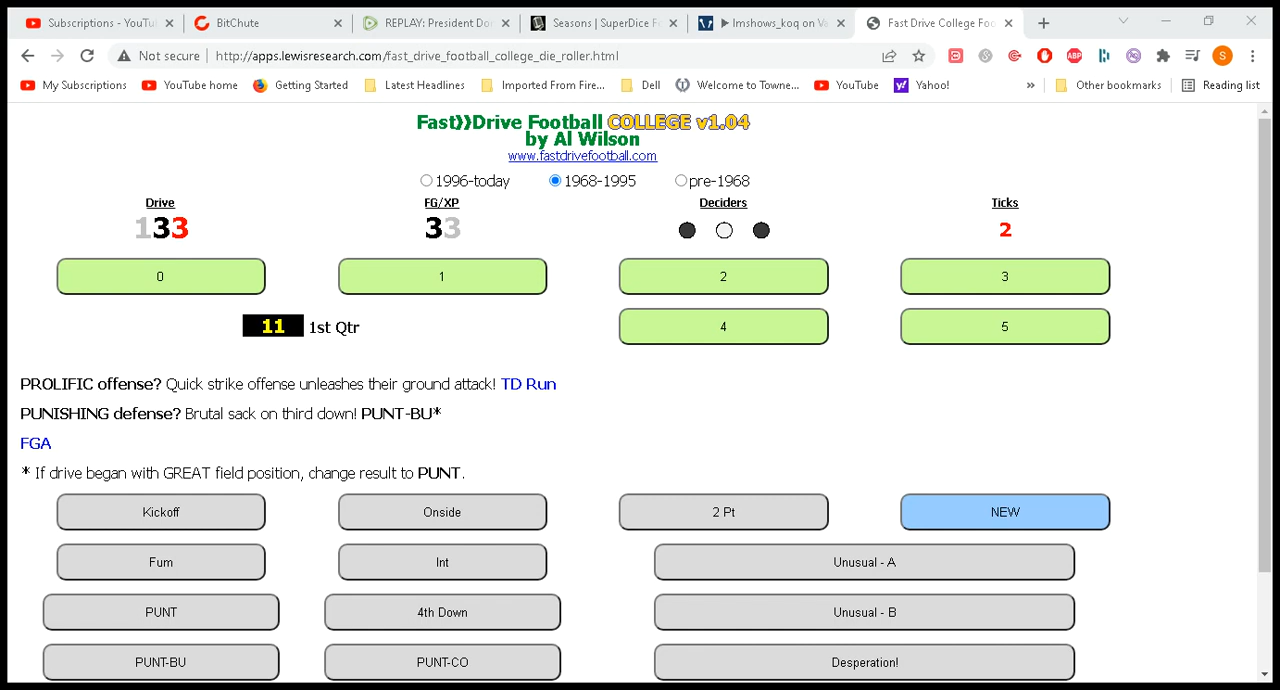 Subscriptions - YouTu
BitChute
REPLAY: President Do
Seasons | SuperDice F
lmshows_koq on V
Fast Drive College Foo
Not secure | http://apps.lewisresearch.com/fast_drive_football_college_die_roller.html
ABP
S
My Subscriptions
YouTube home
Getting Started
Latest Headlines
Imported From Fire...
Dell
Welcome to Towne...
YouTube
Yahoo!
»
Other bookmarks
Reading list
Fast))Drive Football COLLEGE v1.04
by Al Wilson
www.fastdrivefootball.com
1996-today 1968-1995 pre-1968
Drive FG/XP Deciders Ticks
133 33 2
0 1 2 3
11 1st Qtr 4 5
PROLIFIC offense? Quick strike offense unleashes their ground attack! TD Run
PUNISHING defense? Brutal sack on third down! PUNT-BU*
FGA
* If drive began with GREAT field position, change result to PUNT.
Kickoff Onside 2 Pt NEW
Fum Int Unusual - A
PUNT 4th Down Unusual - B
PUNT-BU PUNT-CO Desperation!